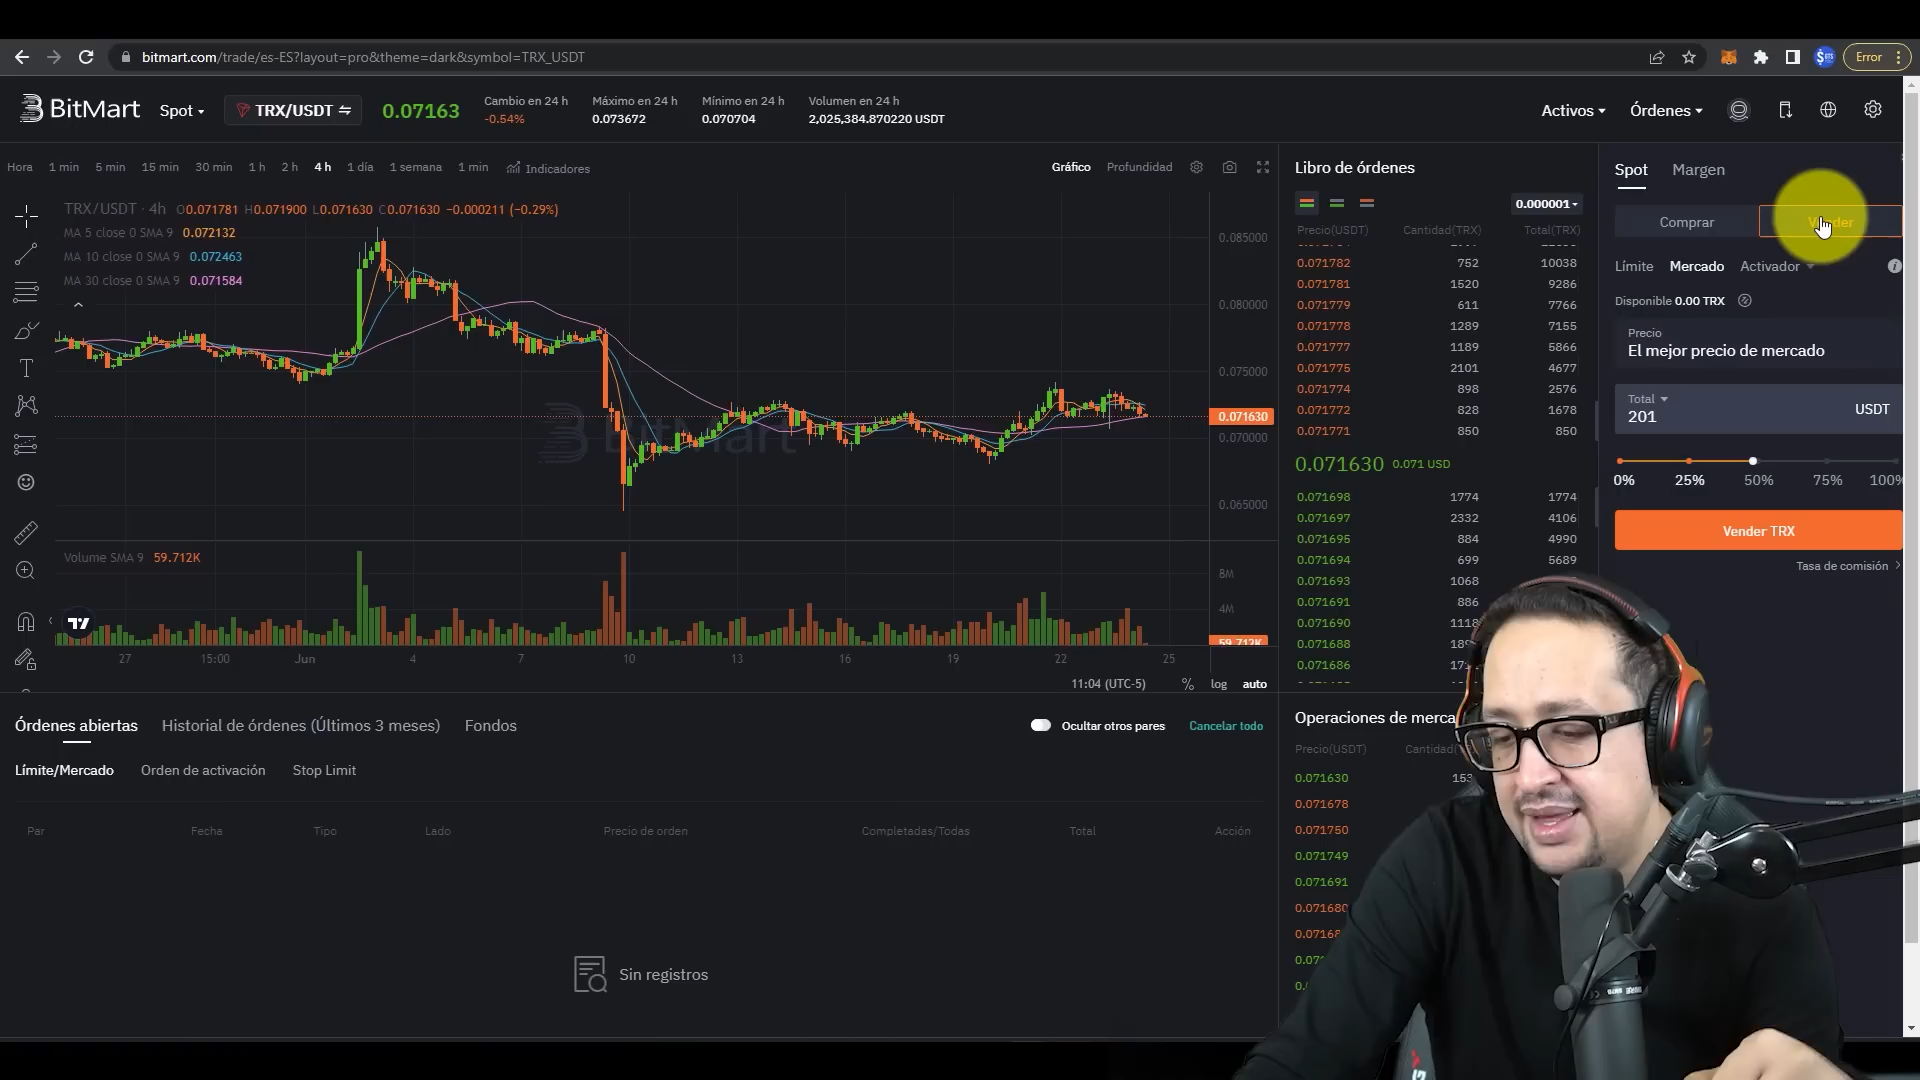 bitmart.com/trade/es-ES?layout=pro&theme=dark&symbol=TRX_USDT
Error
BitMart
Spot
TRX/USDT
0.07163
Cambio en 24 h
-0.54%
Máximo en 24 h
0.073672
Mínimo en 24 h
0.070704
Volumen en 24 h
2,025,384.870220 USDT
Activos
Órdenes
Hora 1 min 5 min 15 min 30 min 1 h 2 h 4 h 1 día 1 semana 1 min Indicadores
Gráfico Profundidad
TRX/USDT · 4h O0.071781 H0.071900 L0.071630 C0.071630 -0.000211 (-0.29%)
MA 5 close 0 SMA 9 0.072132
MA 10 close 0 SMA 9 0.072463
MA 30 close 0 SMA 9 0.071584
0.085000
0.080000
0.075000
0.071630
0.070000
0.065000
BitMart
Volume SMA 9 59.712K
8M
4M
59.712K
27 15:00 Jun 4 7 10 13 16 19 22 25
11:04 (UTC-5) % log auto
Libro de órdenes
0.000001
Precio(USDT) Cantidad(TRX) Total(TRX)
0.071782 752 10038
0.071781 1520 9286
0.071779 611 7766
0.071778 1289 7155
0.071777 1189 5866
0.071775 2101 4677
0.071774 898 2576
0.071772 828 1678
0.071771 850 850
0.071630 0.071 USD
0.071698 1774 1774
0.071697 2332 4106
0.071695 884 4990
0.071694 699 5689
0.071693 1068
0.071691 886
0.071690 1118
0.071688
0.071686
Spot Margen
Comprar Vender
Límite Mercado Activador
Disponible 0.00 TRX
Precio
El mejor precio de mercado
Total
201 USDT
0% 25% 50% 75% 100%
Vender TRX
Tasa de comisión
Órdenes abiertas Historial de órdenes (Últimos 3 meses) Fondos
Ocultar otros pares Cancelar todo
Límite/Mercado Orden de activación Stop Limit
Par Fecha Tipo Lado Precio de orden Completadas/Todas Total Acción
Sin registros
Operaciones de merca
Precio(USDT) Cantidad
0.071630
0.071678
0.071750
0.071749
0.071691
0.071680